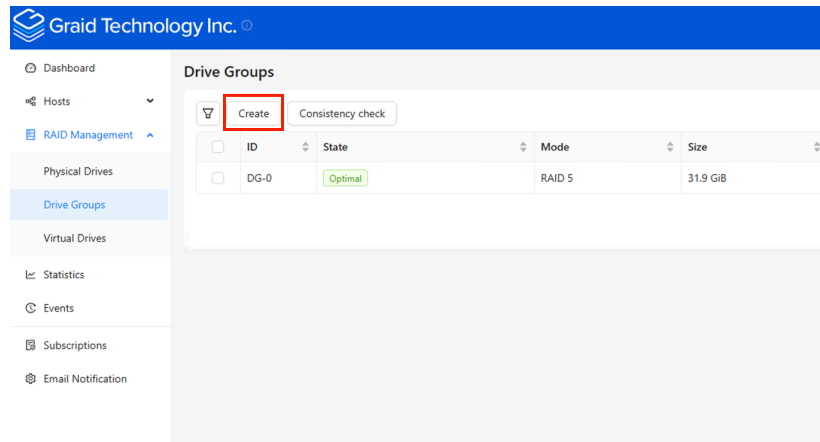 Graid Technology Inc.
Dashboard
Hosts
RAID Management
Physical Drives
Drive Groups
Virtual Drives
Statistics
Events
Subscriptions
Email Notification
Drive Groups
Create Consistency check
ID State Mode Size
DG-0 Optimal RAID 5 31.9 GiB